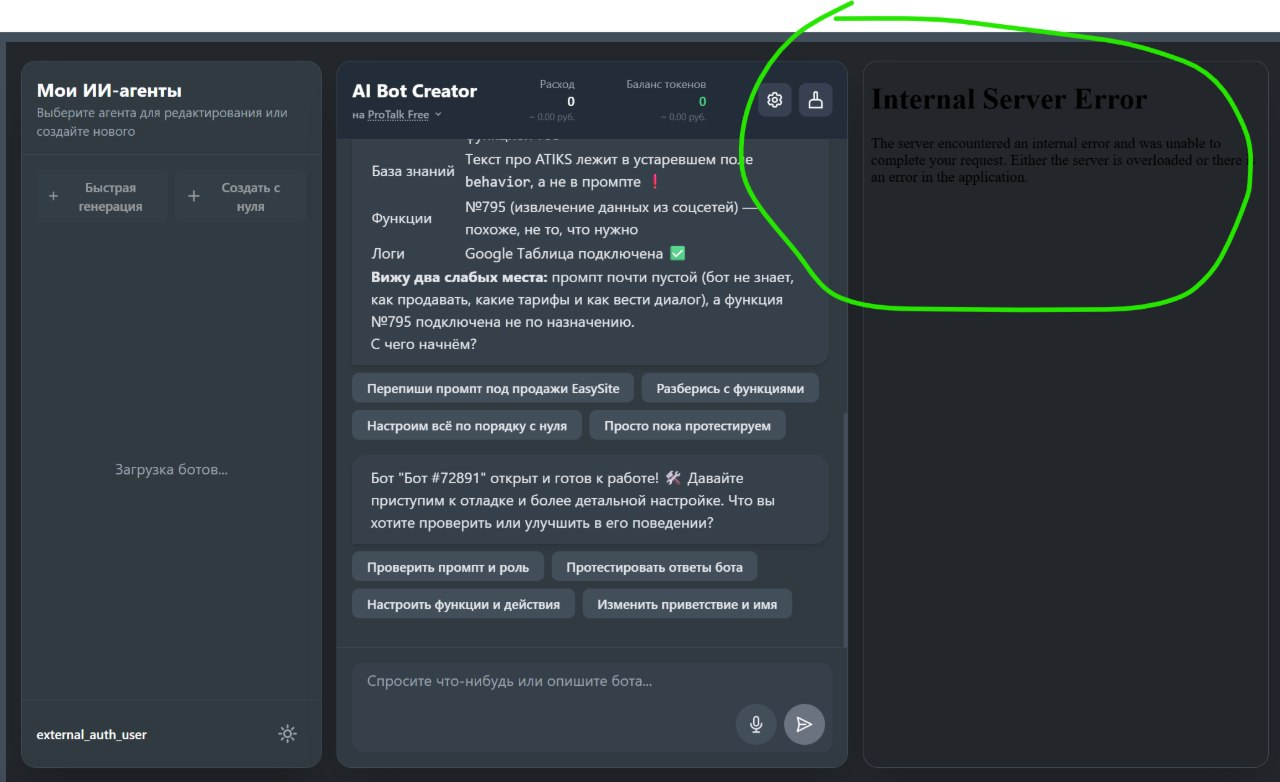 Мои ИИ-агенты
Выберите агента для редактирования или
создайте нового
+ Быстрая
генерация
+ Создать с
нуля
Загрузка ботов...
external_auth_user
AI Bot Creator
на ProTalk Free
Расход
0
~ 0.00 руб.
Баланс токенов
0
~ 0.00 руб.
База знаний
Текст про ATIKS лежит в устаревшем поле
behavior, а не в промпте ❗
Функции
№795 (извлечение данных из соцсетей) —
похоже, не то, что нужно
Логи
Google Таблица подключена ✅
Вижу два слабых места: промпт почти пустой (бот не знает,
как продавать, какие тарифы и как вести диалог), а функция
№795 подключена не по назначению.
С чего начнём?
Перепиши промпт под продажи EasySite
Разберись с функциями
Настроим всё по порядку с нуля
Просто пока протестируем
Бот "Бот #72891" открыт и готов к работе! 🛠️ Давайте
приступим к отладке и более детальной настройке. Что вы
хотите проверить или улучшить в его поведении?
Проверить промпт и роль
Протестировать ответы бота
Настроить функции и действия
Изменить приветствие и имя
Спросите что-нибудь или опишите бота...
Internal Server Error
The server encountered an internal error and was unable to
complete your request. Either the server is overloaded or there
an error in the application.